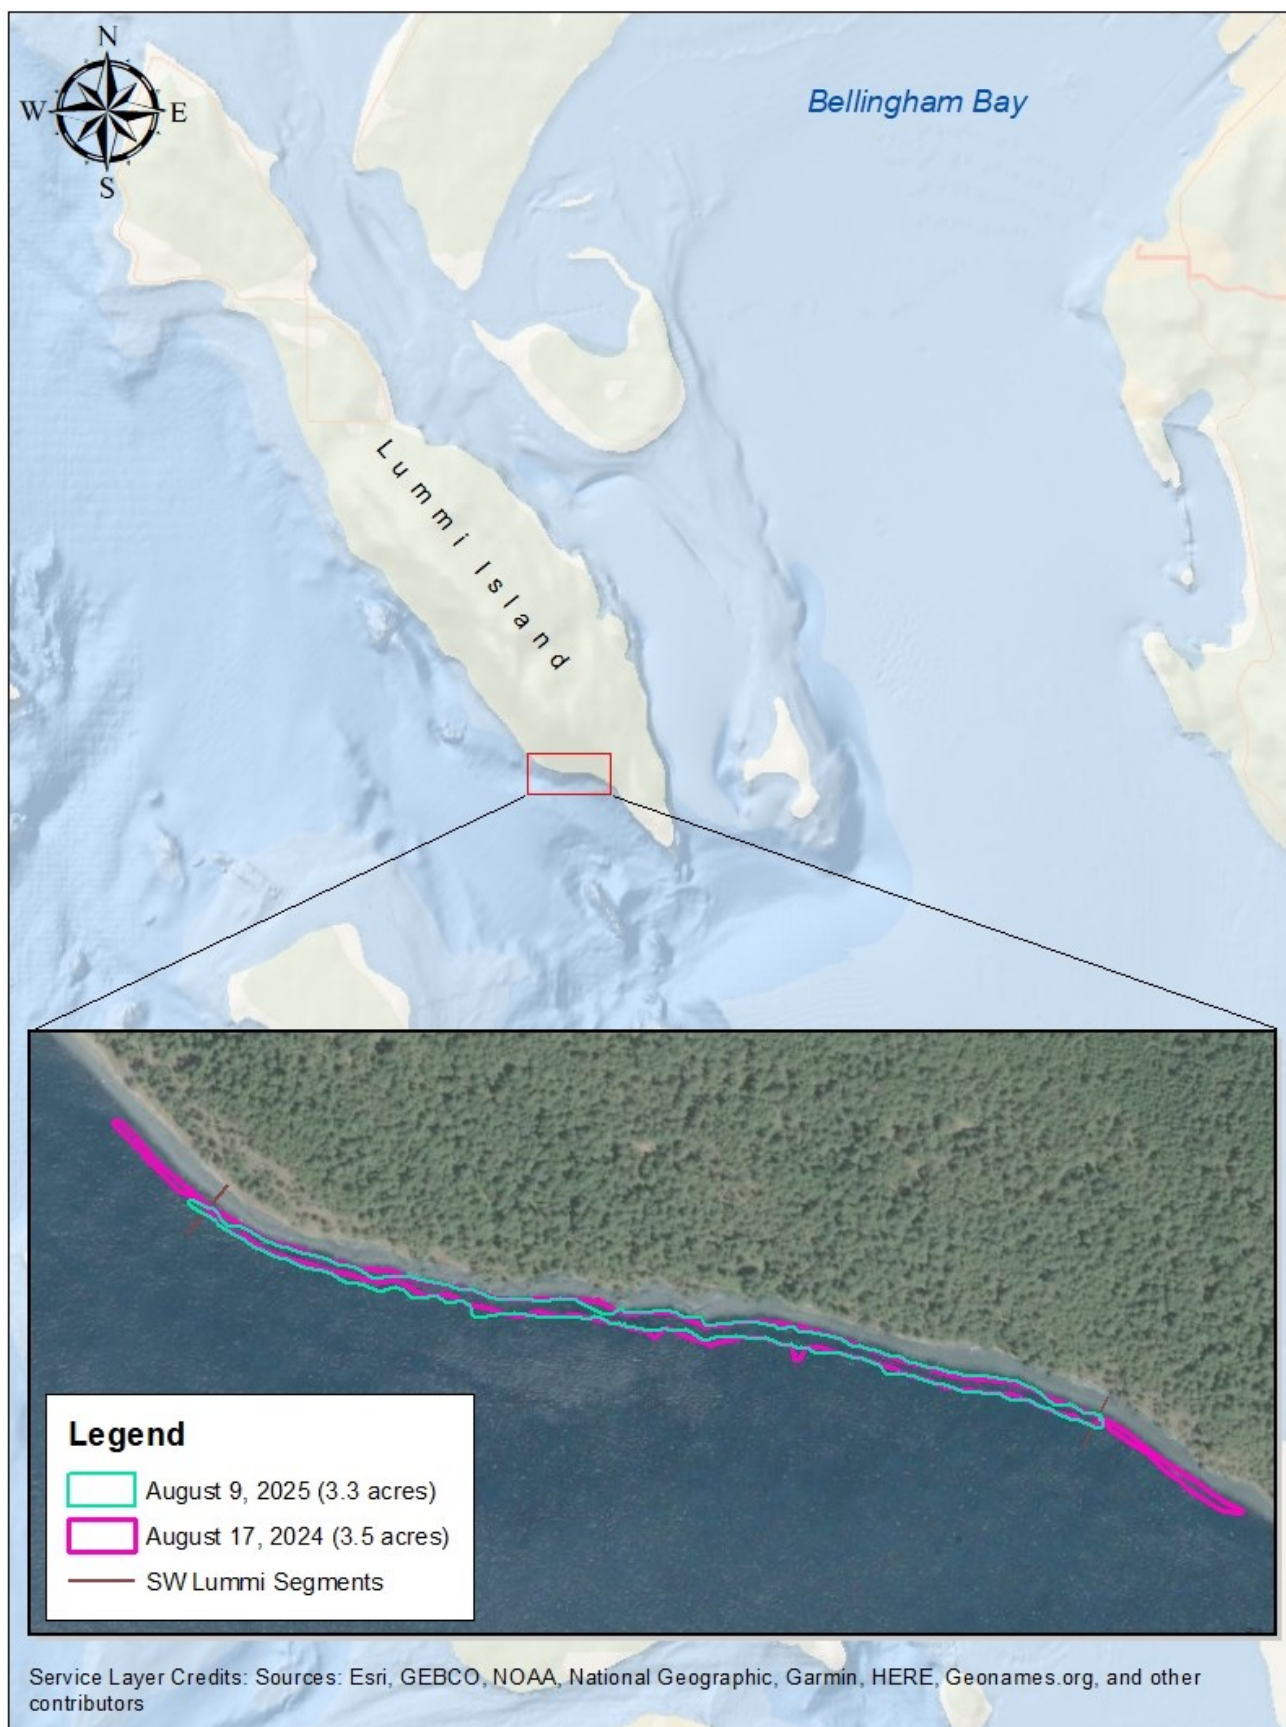 N
W E
S
Bellingham Bay
Lummi Island
Legend
August 9, 2025 (3.3 acres)
August 17, 2024 (3.5 acres)
SW Lummi Segments
Service Layer Credits: Sources: Esri, GEBCO, NOAA, National Geographic, Garmin, HERE, Geonames.org, and other
contributors